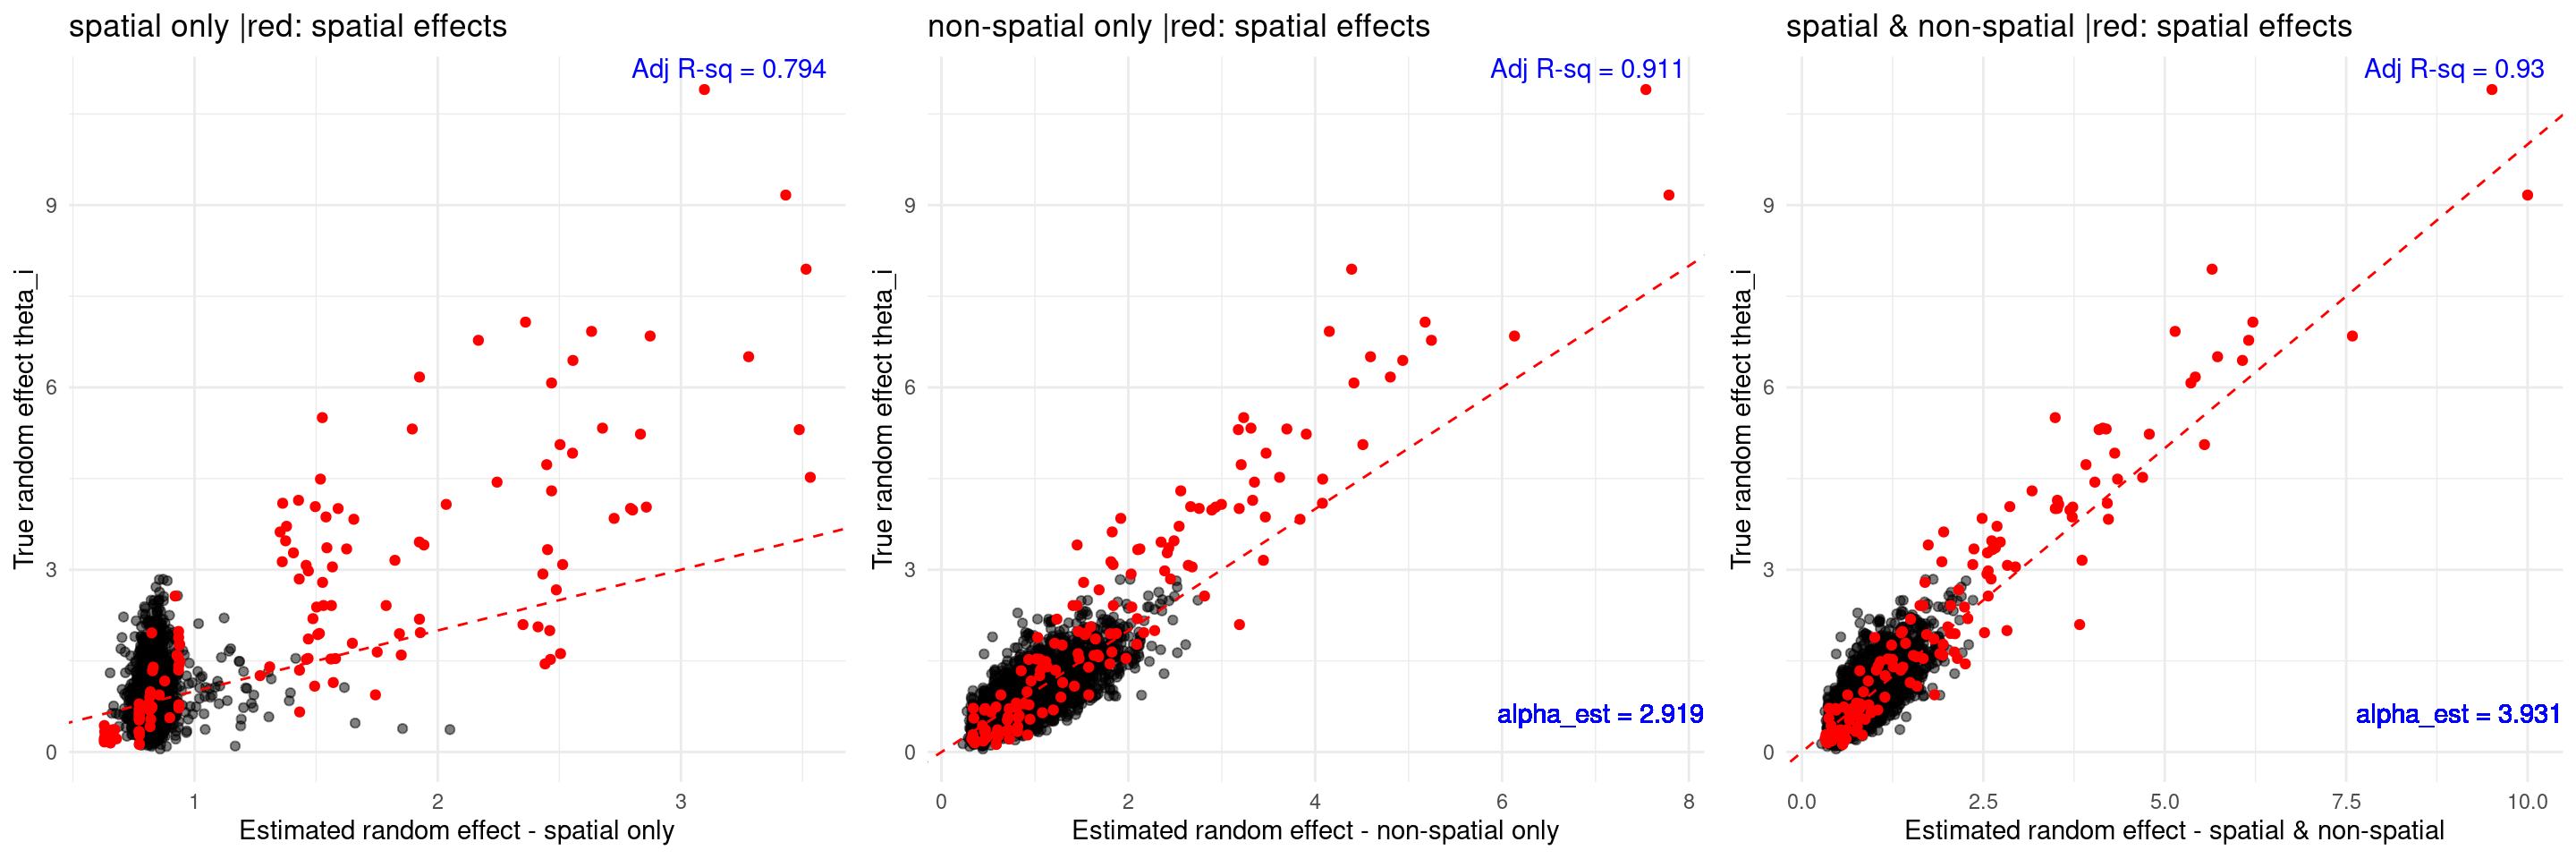 spatial only |red: spatial effects
Adj R-sq = 0.794
True random effect theta_i
9
6
3
0
1
2
3
Estimated random effect - spatial only
non-spatial only |red: spatial effects
Adj R-sq = 0.911
True random effect theta_i
9
6
3
0
alpha_est = 2.919
0
2
4
6
8
Estimated random effect - non-spatial only
spatial & non-spatial |red: spatial effects
Adj R-sq = 0.93
True random effect theta_i
9
6
3
0
alpha_est = 3.931
0.0
2.5
5.0
7.5
10.0
Estimated random effect - spatial & non-spatial